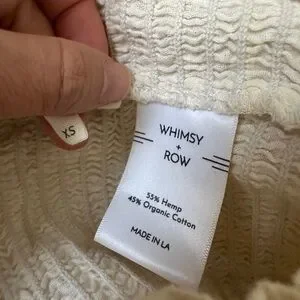 XS
WHIMSY
+
ROW
55% Hemp
45% Organic Cotton
MADE IN LA